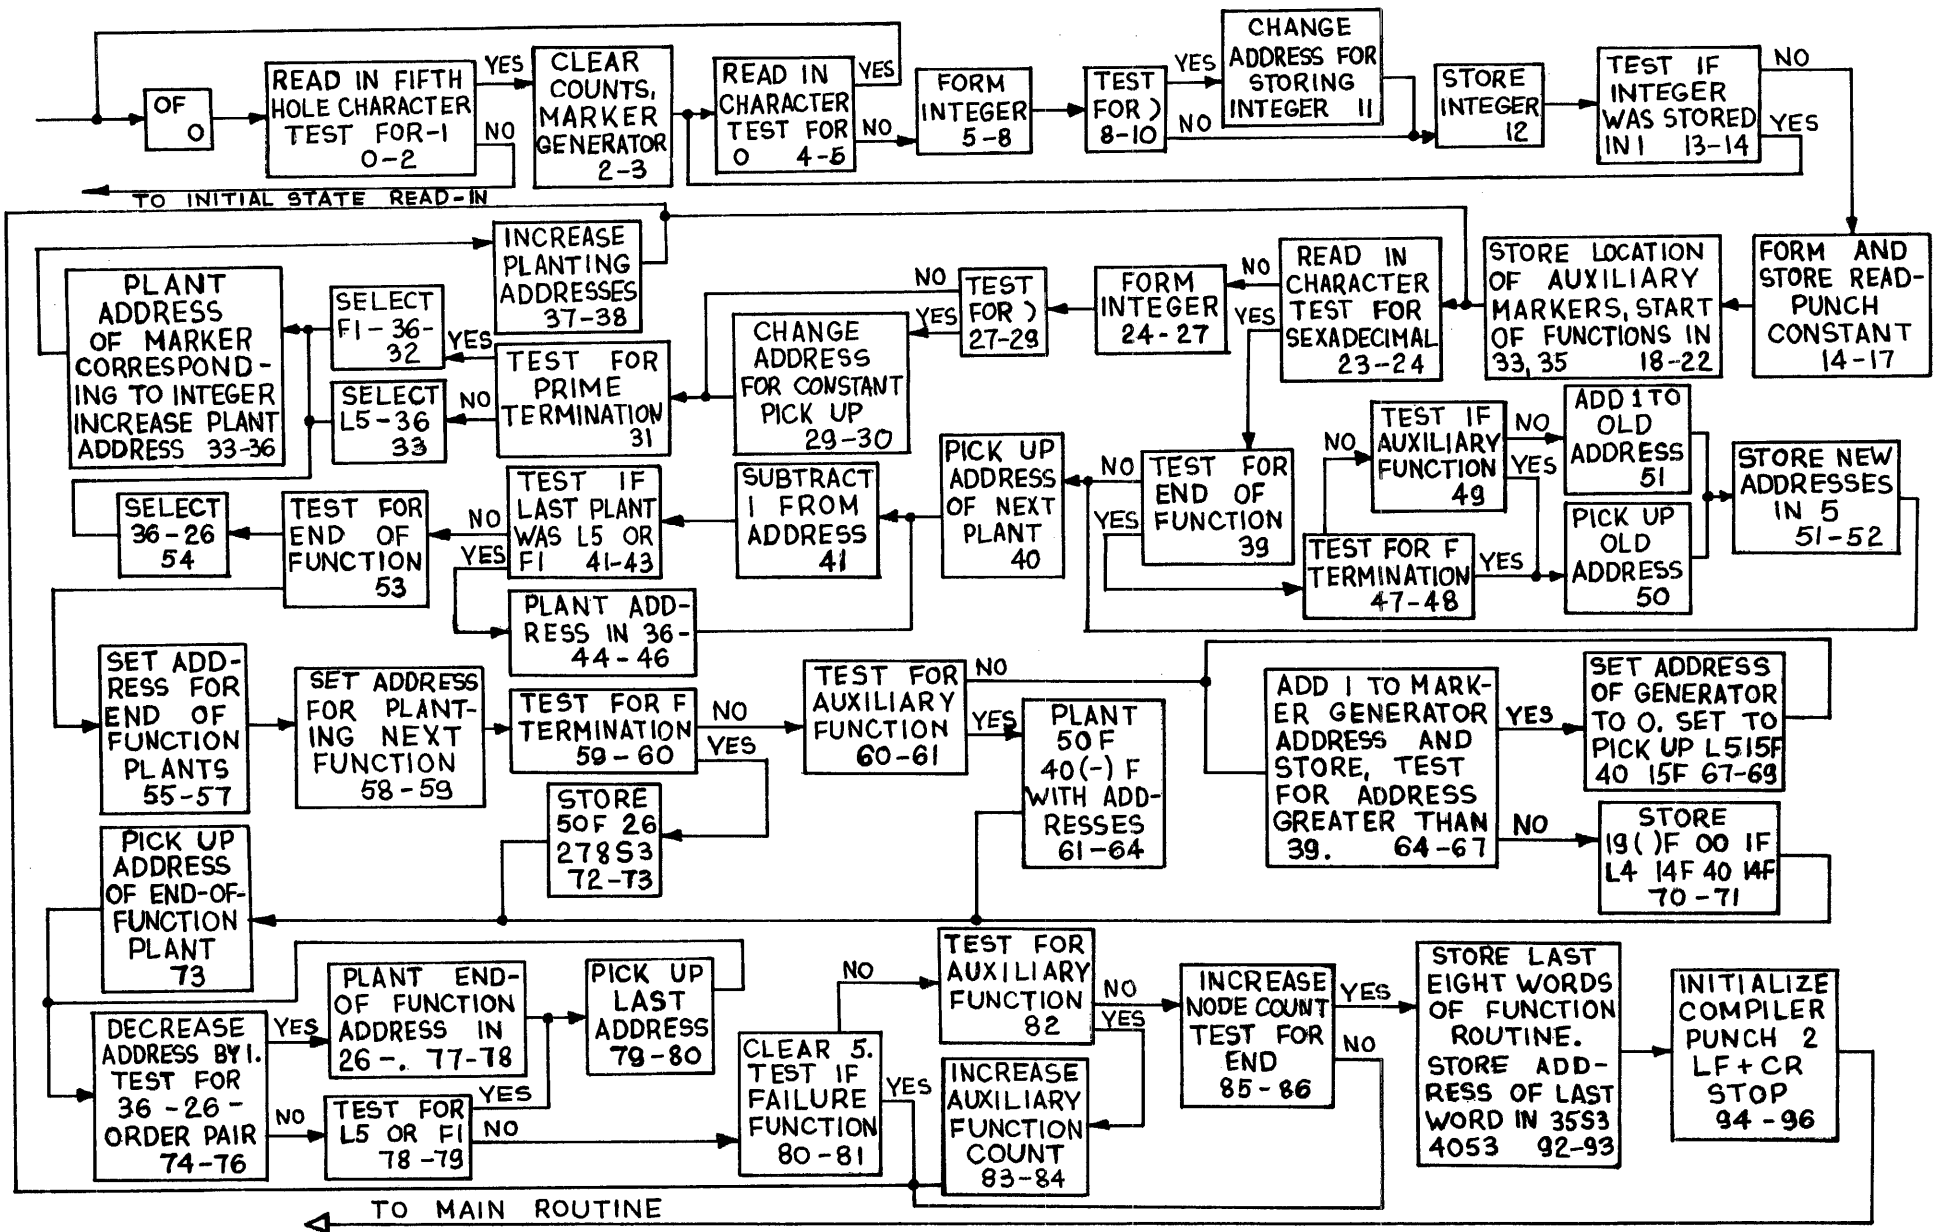 OF
0
READ IN FIFTH
HOLE CHARACTER
TEST FOR-1
0-2
YES
NO
CLEAR
COUNTS,
MARKER
GENERATOR
2-3
READ IN
CHARACTER
TEST FOR
0 4-5
YES
NO
FORM
INTEGER
5-8
TEST
FOR )
8-10
YES
NO
CHANGE
ADDRESS FOR
STORING
INTEGER 11
STORE
INTEGER
12
TEST IF
INTEGER
WAS STORED
IN 1 13-14
NO
YES
TO INITIAL STATE READ-IN
PLANT
ADDRESS
OF MARKER
CORRESPOND-
ING TO INTEGER
INCREASE PLANT
ADDRESS 33-36
INCREASE
PLANTING
ADDRESSES
37-38
SELECT
F1-36-
32
YES
SELECT
L5-36
33
NO
TEST FOR
PRIME
TERMINATION
31
CHANGE
ADDRESS
FOR CONSTANT
PICK UP
29-30
NO
YES
TEST
FOR )
27-29
FORM
INTEGER
24-27
NO
YES
READ IN
CHARACTER
TEST FOR
SEXADECIMAL
23-24
STORE LOCATION
OF AUXILIARY
MARKERS, START
OF FUNCTIONS IN
33, 35 18-22
FORM AND
STORE READ-
PUNCH
CONSTANT
14-17
SELECT
36-26
54
TEST FOR
END OF
FUNCTION
53
NO
YES
TEST IF
LAST PLANT
WAS L5 OR
F1 41-43
SUBTRACT
1 FROM
ADDRESS
41
PICK UP
ADDRESS
OF NEXT
PLANT
40
NO
YES
TEST FOR
END OF
FUNCTION
39
NO
TEST IF
AUXILIARY
FUNCTION
49
NO
YES
TEST FOR F
TERMINATION
47-48
YES
ADD 1 TO
OLD
ADDRESS
51
PICK UP
OLD
ADDRESS
50
STORE NEW
ADDRESSES
IN 5
51-52
PLANT ADD-
RESS IN 36-
44-46
SET ADD-
RESS FOR
END OF
FUNCTION
PLANTS
55-57
SET ADDRESS
FOR PLANT-
ING NEXT
FUNCTION
58-59
TEST FOR F
TERMINATION
59-60
NO
YES
STORE
50F 26
278S3
72-73
TEST FOR
AUXILIARY
FUNCTION
60-61
NO
YES
PLANT
50F
40(-)F
WITH ADD-
RESSES
61-64
ADD 1 TO MARK-
ER GENERATOR
ADDRESS AND
STORE, TEST
FOR ADDRESS
GREATER THAN
39. 64-67
YES
NO
SET ADDRESS
OF GENERATOR
TO 0. SET TO
PICK UP L515F
40 15F 67-69
STORE
19( )F 00 1F
L4 14F 40 14F
70-71
PICK UP
ADDRESS
OF END-OF-
FUNCTION
PLANT
73
DECREASE
ADDRESS BY 1.
TEST FOR
36-26-
ORDER PAIR
74-76
YES
NO
PLANT END-
OF FUNCTION
ADDRESS IN
26-. 77-78
TEST FOR
L5 OR F1
78-79
YES
NO
PICK UP
LAST
ADDRESS
79-80
CLEAR 5.
TEST IF
FAILURE
FUNCTION
80-81
NO
YES
TEST FOR
AUXILIARY
FUNCTION
82
NO
YES
INCREASE
AUXILIARY
FUNCTION
COUNT
83-84
INCREASE
NODE COUNT
TEST FOR
END
85-86
YES
NO
STORE LAST
EIGHT WORDS
OF FUNCTION
ROUTINE.
STORE ADD-
RESS OF LAST
WORD IN 35S3
4053 92-93
INITIALIZE
COMPILER
PUNCH 2
LF+CR
STOP
94-96
TO MAIN ROUTINE